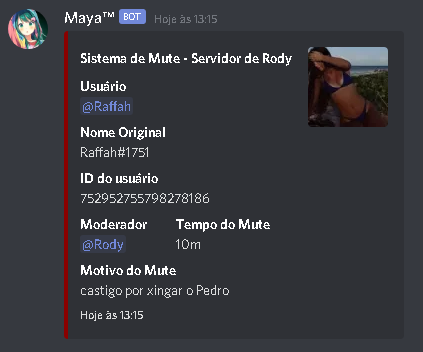 Maya™ BOT Hoje às 13:15
Sistema de Mute - Servidor de Rody
Usuário
@Raffah
Nome Original
Raffah#1751
ID do usuário
752952755798278186
Moderador Tempo do Mute
@Rody 10m
Motivo do Mute
castigo por xingar o Pedro
Hoje às 13:15